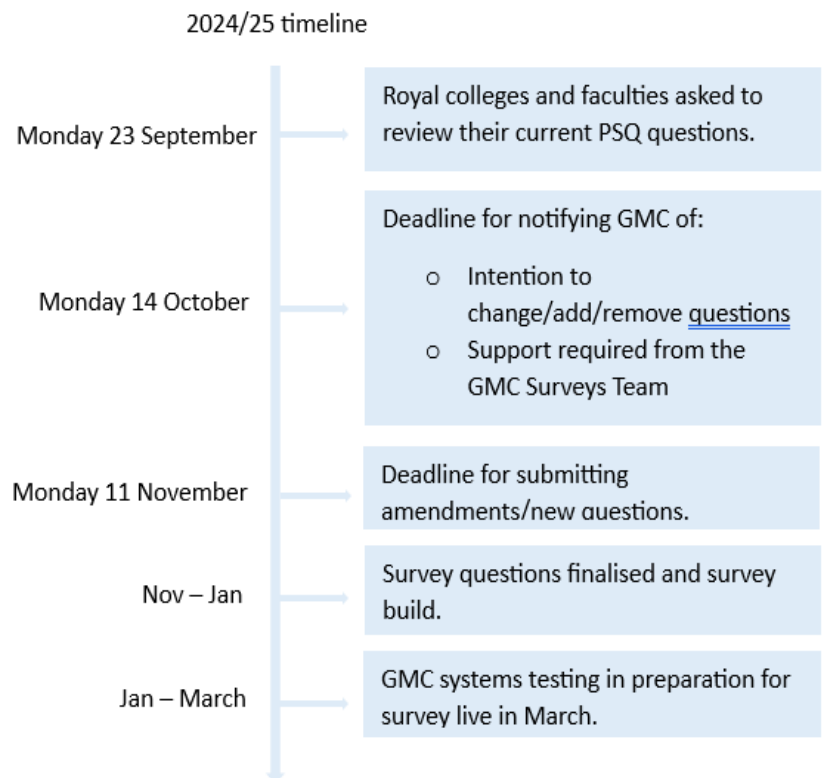 2024/25 timeline
Monday 23 September
Royal colleges and faculties asked to
review their current PSQ questions.
Monday 14 October
Deadline for notifying GMC of:
o Intention to
change/add/remove questions
o Support required from the
GMC Surveys Team
Monday 11 November
Deadline for submitting
amendments/new questions.
Nov – Jan
Survey questions finalised and survey
build.
Jan – March
GMC systems testing in preparation for
survey live in March.